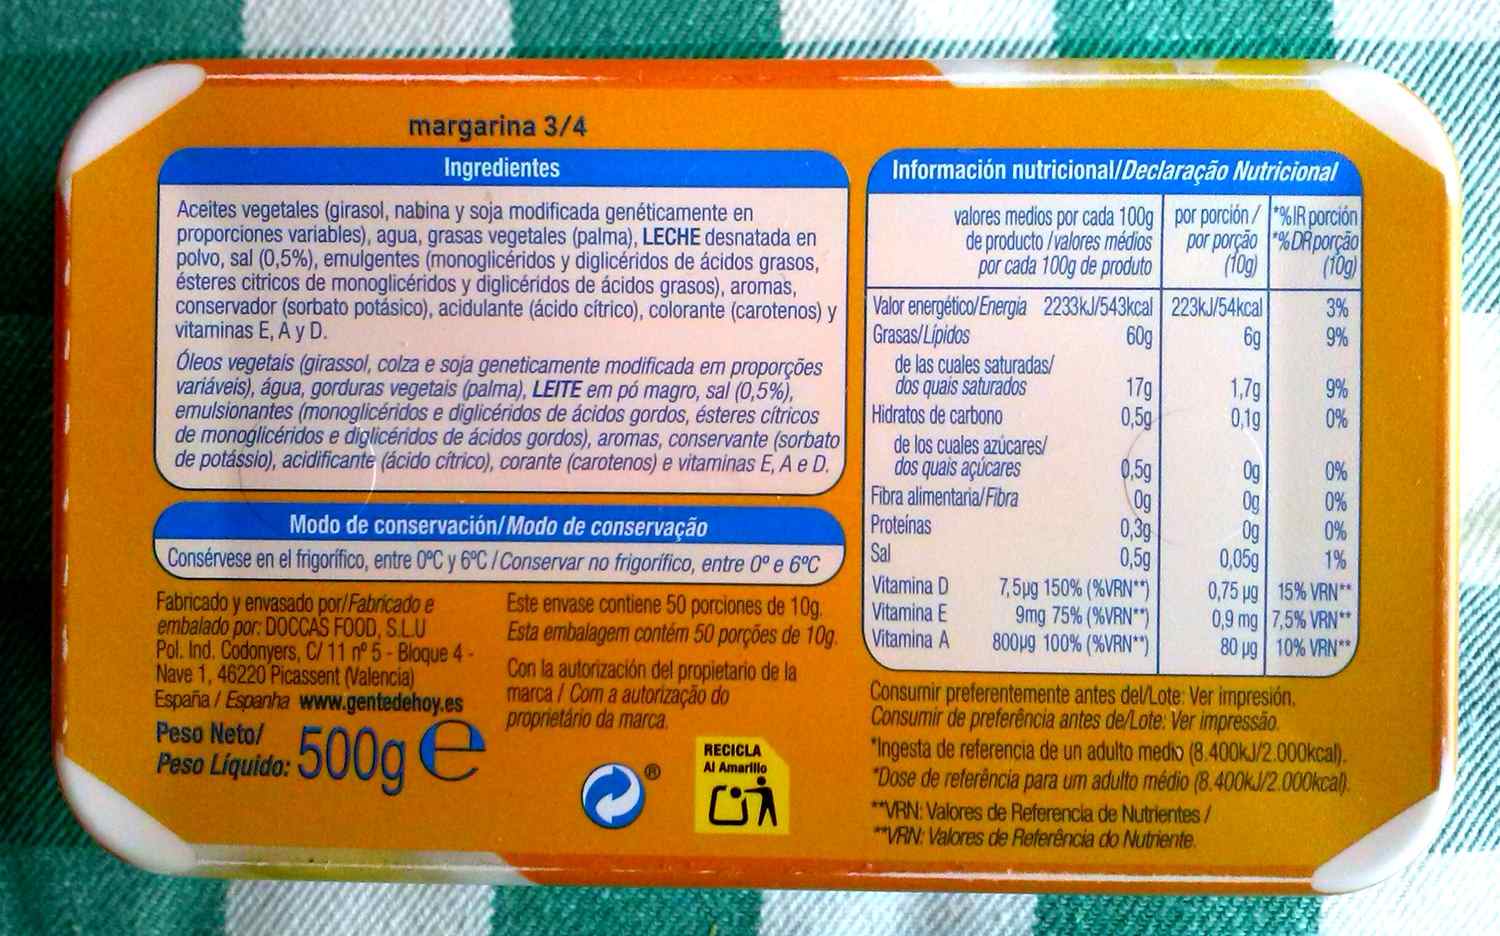 margarina 3/4
Ingredientes
Aceites vegetales (girasol, nabina y soja modificada genéticamente en
proporciones variables), agua, grasas vegetales (palma), LECHE desnatada en
polvo, sal (0,5%), emulgentes (monoglicéridos y diglicéridos de ácidos grasos,
ésteres citricos de monoglicéridos y diglicéridos de ácidos grasos), aromas,
conservador (sorbato potásico), acidulante (ácido cítrico), colorante (carotenos) y
vitaminas E, A y D.
Óleos vegetais (girassol, colza e soja geneticamente modificada em proporções
variáveis), água, gorduras vegetais (palma), LEITE em pó magro, sal (0,5%),
emulsionantes (monoglicéridos e diglicéridos de ácidos gordos, ésteres cítricos
de monoglicéridos e diglicéridos de ácidos gordos), aromas, conservante (sorbato
de potássio), acidificante (ácido cítrico), corante (carotenos) e vitaminas E, A e D.
Modo de conservación/Modo de conservação
Consérvese en el frigorífico, entre 0ºC y 6ºC / Conservar no frigorífico, entre 0º e 6ºC
Fabricado y envasado por/Fabricado e
embalado por: DOCCAS FOOD, S.L.U
Pol. Ind. Codonyers, C/ 11 nº 5 - Bloque 4 -
Nave 1, 46220 Picassent (Valencia)
España / Espanha www.gentedehoy.es
Peso Neto/
Peso Líquido: 500g e
Este envase contiene 50 porciones de 10g.
Esta embalagem contém 50 porções de 10g.
Con la autorización del propietario de la
marca / Com a autorização do
proprietário da marca.
®
RECICLA
Al Amarillo
Información nutricional/Declaração Nutricional
valores medios por cada 100g por porción / *%IR porción
de producto /valores médios por porção *%DR porção
por cada 100g de produto (10g) (10g)
Valor energético/Energia 2233kJ/543kcal 223kJ/54kcal 3%
Grasas/Lípidos 60g 6g 9%
de las cuales saturadas/
dos quais saturados 17g 1,7g 9%
Hidratos de carbono 0,5g 0,1g 0%
de los cuales azúcares/
dos quais açúcares 0,5g 0g 0%
Fibra alimentaria/Fibra 0g 0g 0%
Proteínas 0,3g 0g 0%
Sal 0,5g 0,05g 1%
Vitamina D 7,5µg 150% (%VRN**) 0,75 µg 15% VRN**
Vitamina E 9mg 75% (%VRN**) 0,9 mg 7,5% VRN**
Vitamina A 800µg 100% (%VRN**) 80 µg 10% VRN**
Consumir preferentemente antes del/Lote: Ver impresión.
Consumir de preferência antes de/Lote: Ver impressão.
*Ingesta de referencia de un adulto medio (8.400kJ/2.000kcal).
*Dose de referência para um adulto médio (8.400kJ/2.000kcal).
**VRN: Valores de Referencia de Nutrientes /
**VRN: Valores de Referência do Nutriente.